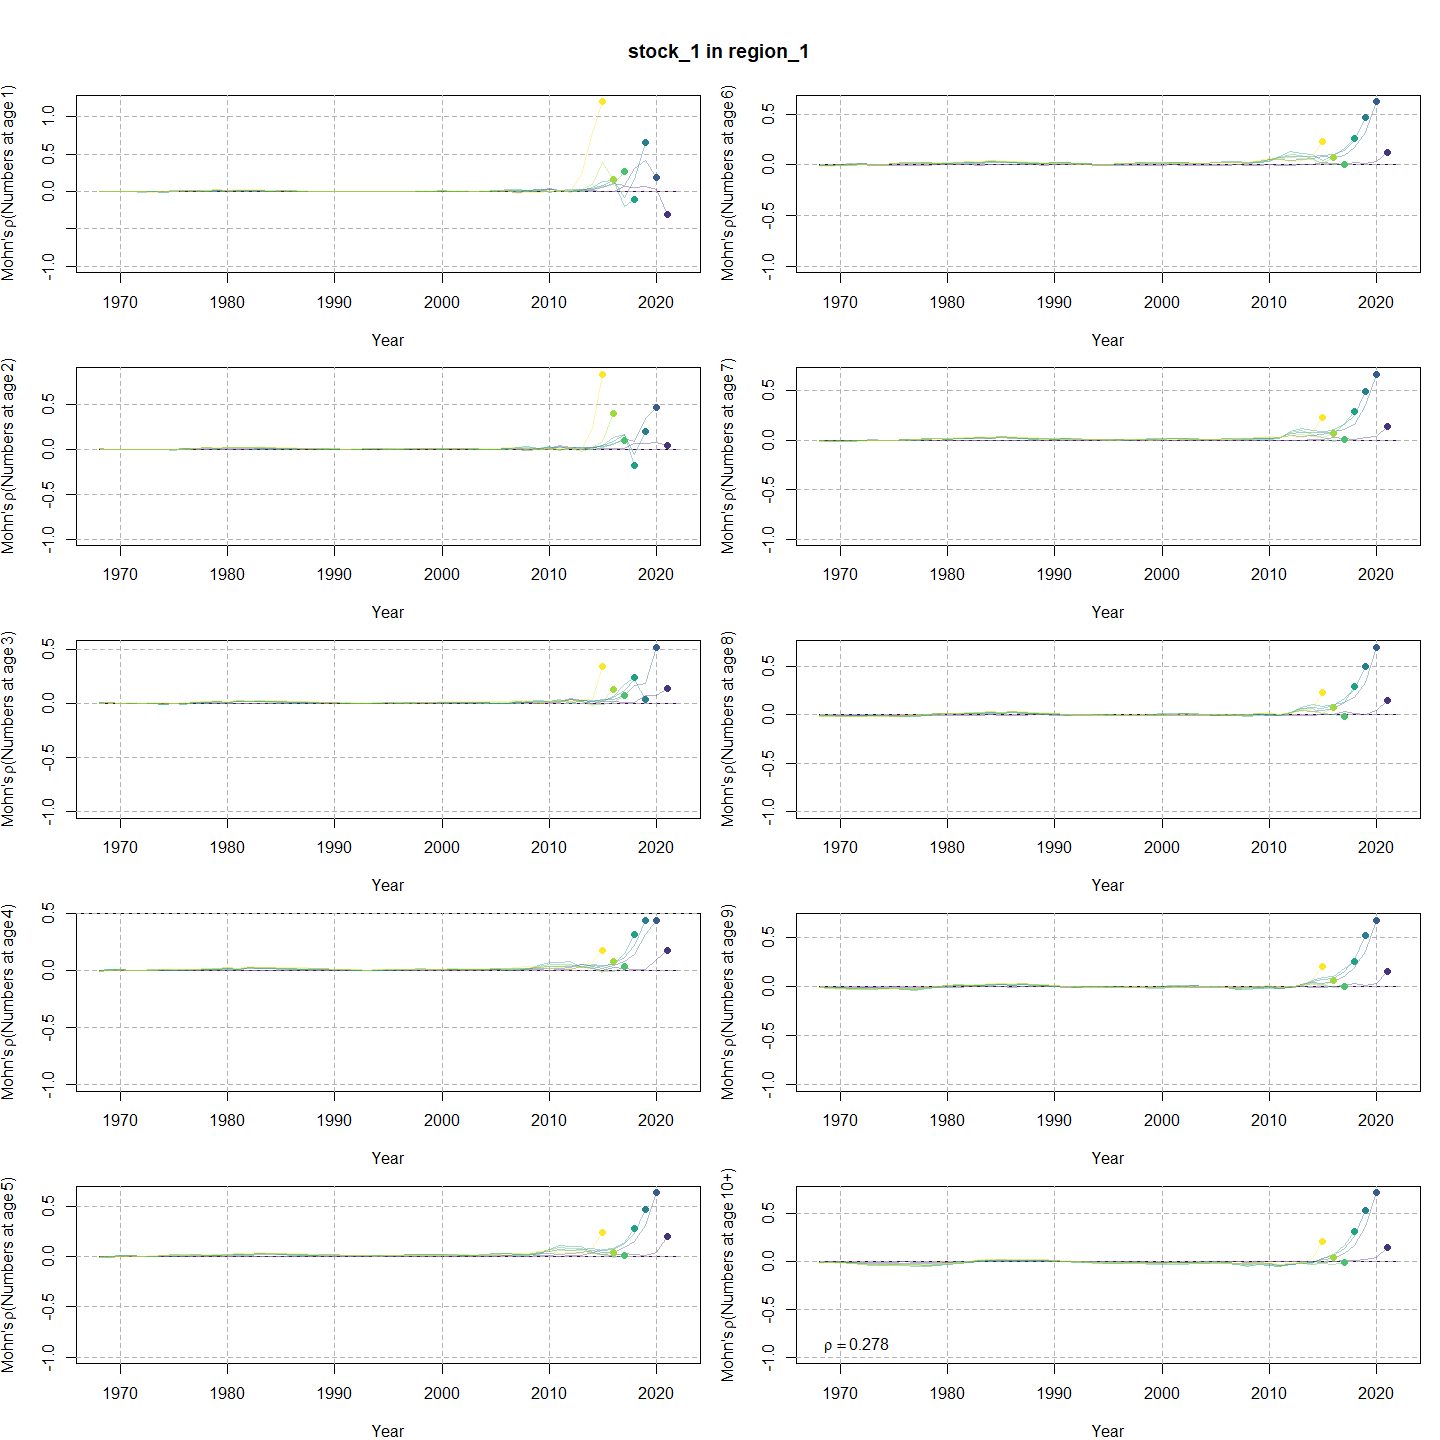 stock_1 in region_1
Mohn's ρ(Numbers at age 1)
1.0
0.5
0.0
-1.0
1970 1980 1990 2000 2010 2020
Year
Mohn's ρ(Numbers at age 6)
0.5
0.0
-0.5
-1.0
1970 1980 1990 2000 2010 2020
Year
Mohn's ρ(Numbers at age 2)
0.5
0.0
-0.5
-1.0
1970 1980 1990 2000 2010 2020
Year
Mohn's ρ(Numbers at age 7)
0.5
0.0
-0.5
-1.0
1970 1980 1990 2000 2010 2020
Year
Mohn's ρ(Numbers at age 3)
0.5
0.0
-0.5
-1.0
1970 1980 1990 2000 2010 2020
Year
Mohn's ρ(Numbers at age 8)
0.5
0.0
-0.5
-1.0
1970 1980 1990 2000 2010 2020
Year
Mohn's ρ(Numbers at age 4)
0.5
0.0
-0.5
-1.0
1970 1980 1990 2000 2010 2020
Year
Mohn's ρ(Numbers at age 9)
0.5
0.0
-0.5
-1.0
1970 1980 1990 2000 2010 2020
Year
Mohn's ρ(Numbers at age 5)
0.5
0.0
-0.5
-1.0
1970 1980 1990 2000 2010 2020
Year
Mohn's ρ(Numbers at age 10+)
0.5
0.0
-0.5
-1.0
ρ = 0.278
1970 1980 1990 2000 2010 2020
Year